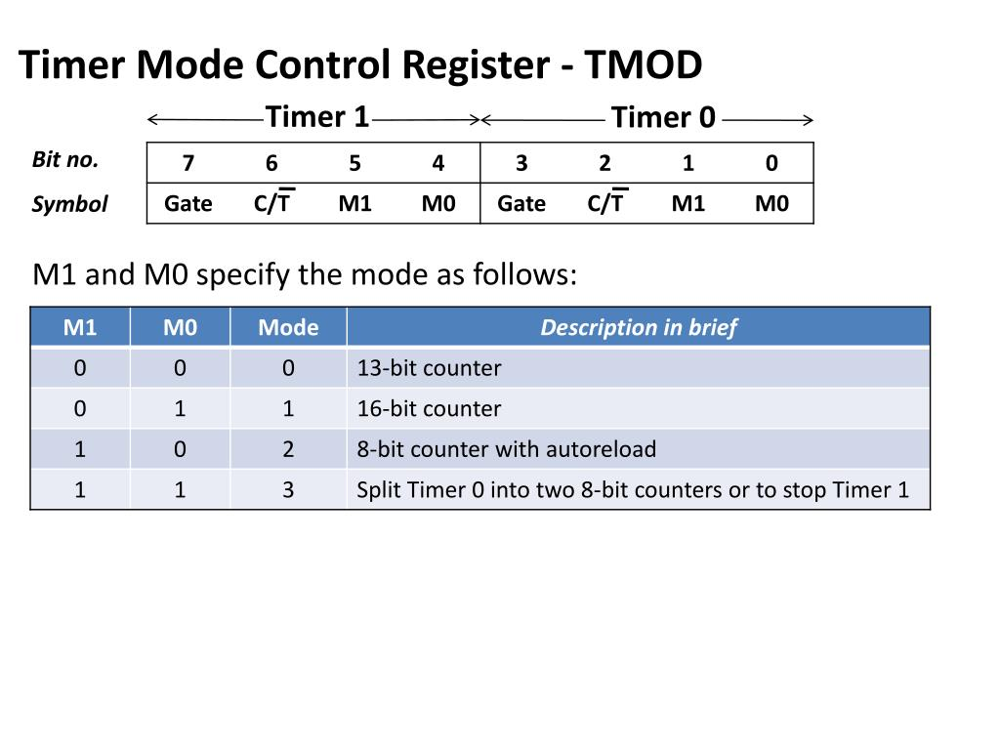 Timer Mode Control Register - TMOD
Timer 1 Timer 0
Bit no. 7 6 5 4 3 2 1 0
Symbol Gate C/T̅ M1 M0 Gate C/T̅ M1 M0
M1 and M0 specify the mode as follows:
M1 M0 Mode Description in brief
0 0 0 13-bit counter
0 1 1 16-bit counter
1 0 2 8-bit counter with autoreload
1 1 3 Split Timer 0 into two 8-bit counters or to stop Timer 1